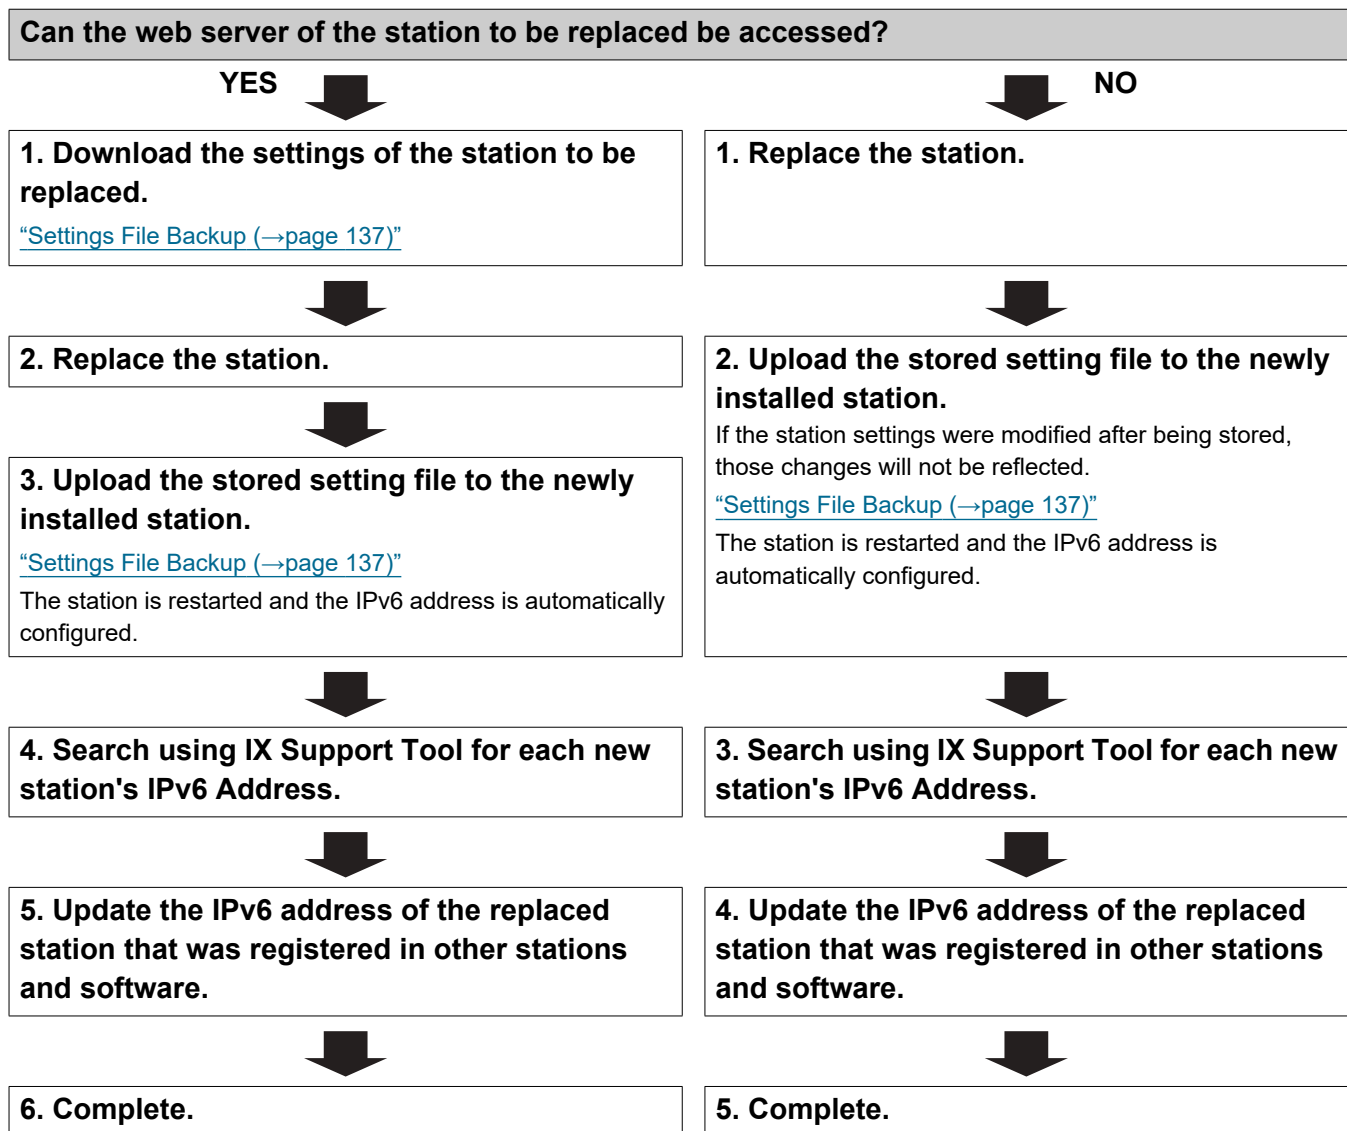 Can the web server of the station to be replaced be accessed?
YES
NO
1. Download the settings of the station to be
replaced.
“Settings File Backup (→page 137)”
2. Replace the station.
3. Upload the stored setting file to the newly
installed station.
“Settings File Backup (→page 137)”
The station is restarted and the IPv6 address is automatically
configured.
4. Search using IX Support Tool for each new
station's IPv6 Address.
5. Update the IPv6 address of the replaced
station that was registered in other stations
and software.
6. Complete.
1. Replace the station.
2. Upload the stored setting file to the newly
installed station.
If the station settings were modified after being stored,
those changes will not be reflected.
“Settings File Backup (→page 137)”
The station is restarted and the IPv6 address is
automatically configured.
3. Search using IX Support Tool for each new
station's IPv6 Address.
4. Update the IPv6 address of the replaced
station that was registered in other stations
and software.
5. Complete.